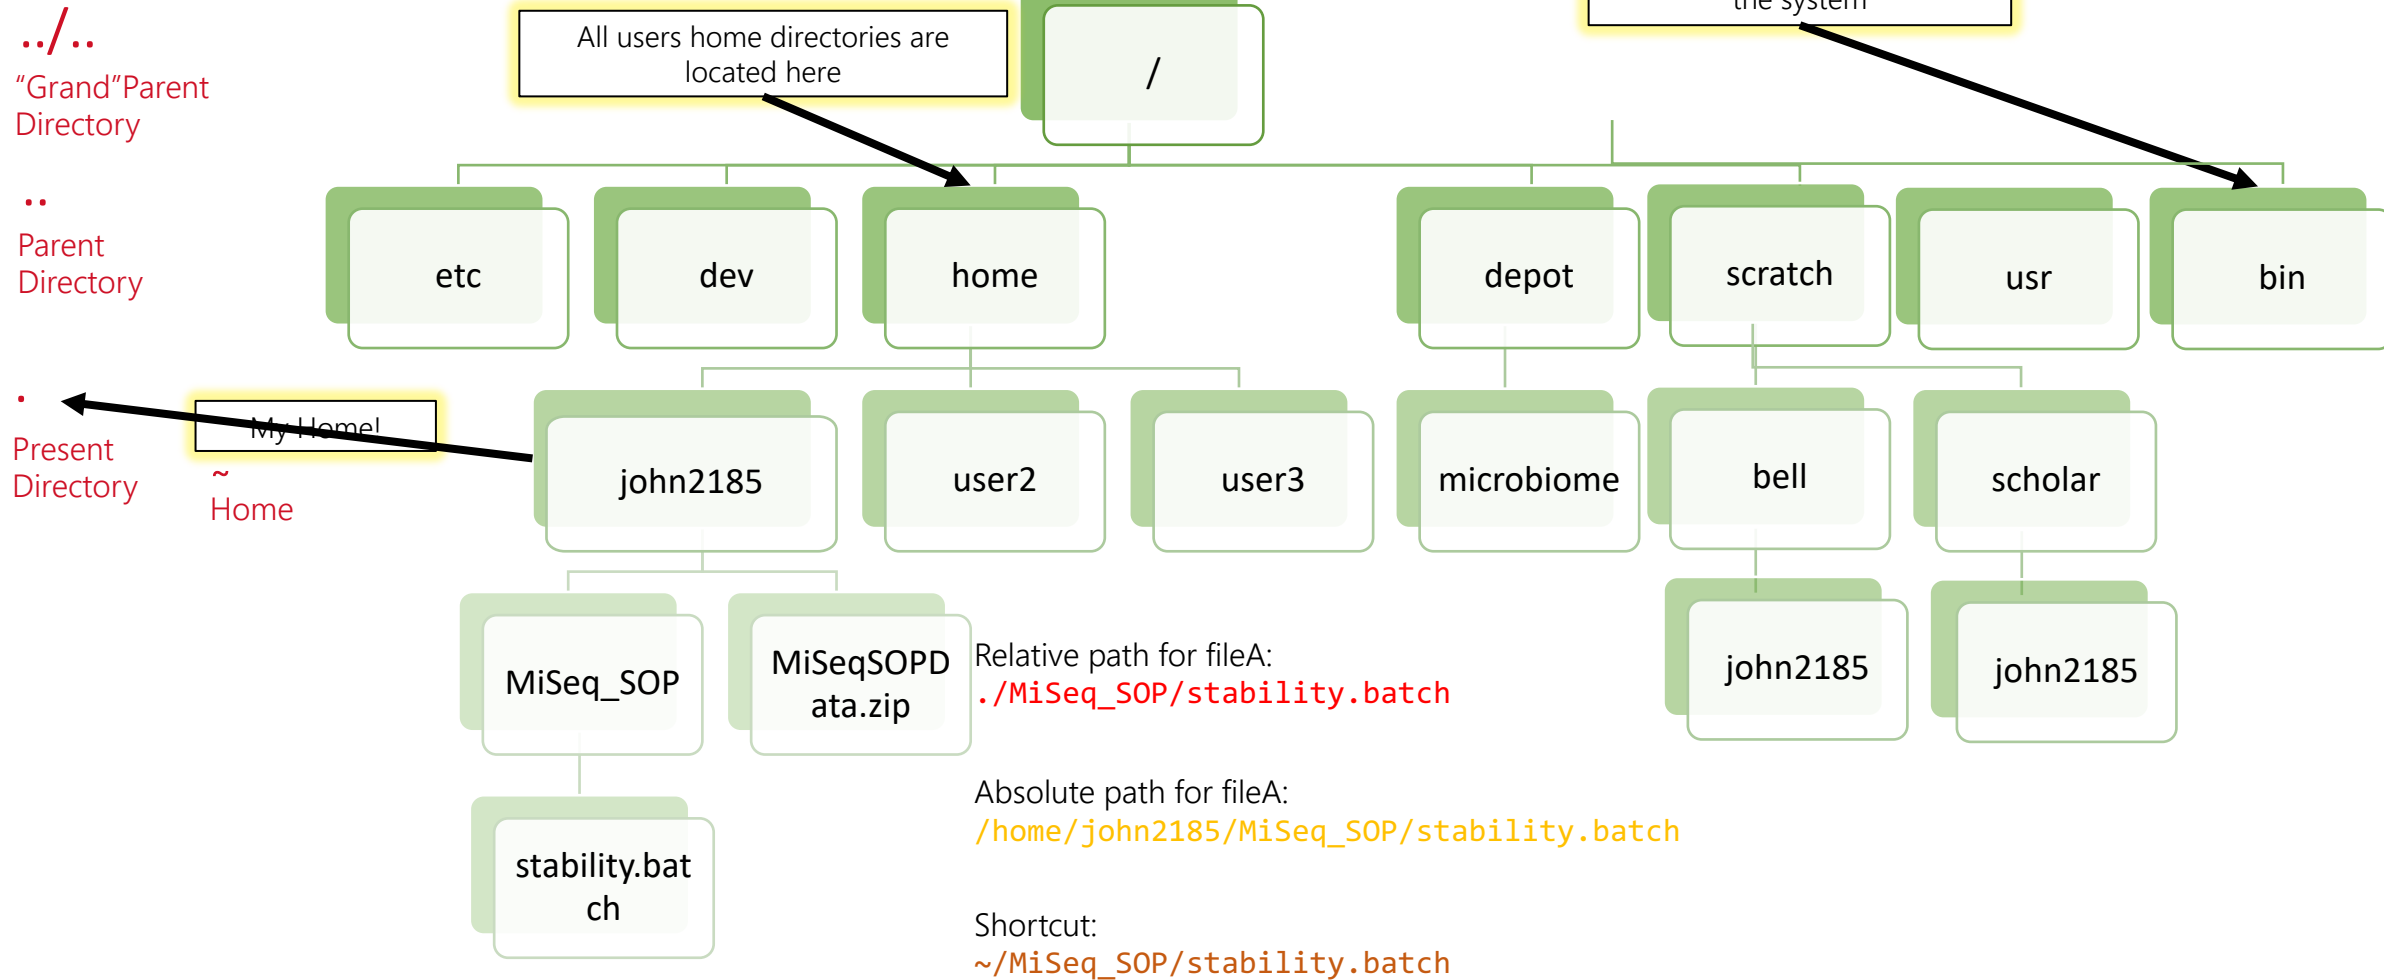 ../..
“Grand”Parent
Directory
All users home directories are
located here
/
the system
..
Parent
Directory
etc
dev
home
depot
scratch
usr
bin
.
Present
Directory
My Home!
~
Home
john2185
user2
user3
microbiome
bell
scholar
MiSeq_SOP
MiSeqSOPD
ata.zip
john2185
john2185
Relative path for fileA:
./MiSeq_SOP/stability.batch
Absolute path for fileA:
/home/john2185/MiSeq_SOP/stability.batch
stability.bat
ch
Shortcut:
~/MiSeq_SOP/stability.batch